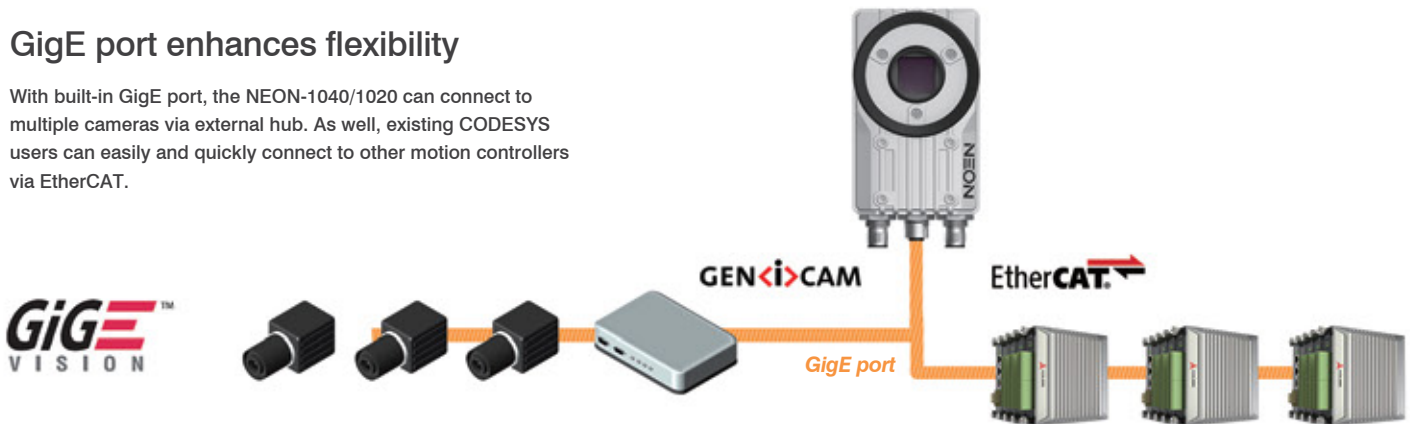 GigE port enhances flexibility
With built-in GigE port, the NEON-1040/1020 can connect to
multiple cameras via external hub. As well, existing CODESYS
users can easily and quickly connect to other motion controllers
via EtherCAT.
NEON
GEN<i>CAM
EtherCAT®
GiGE™
VISION
GigE port